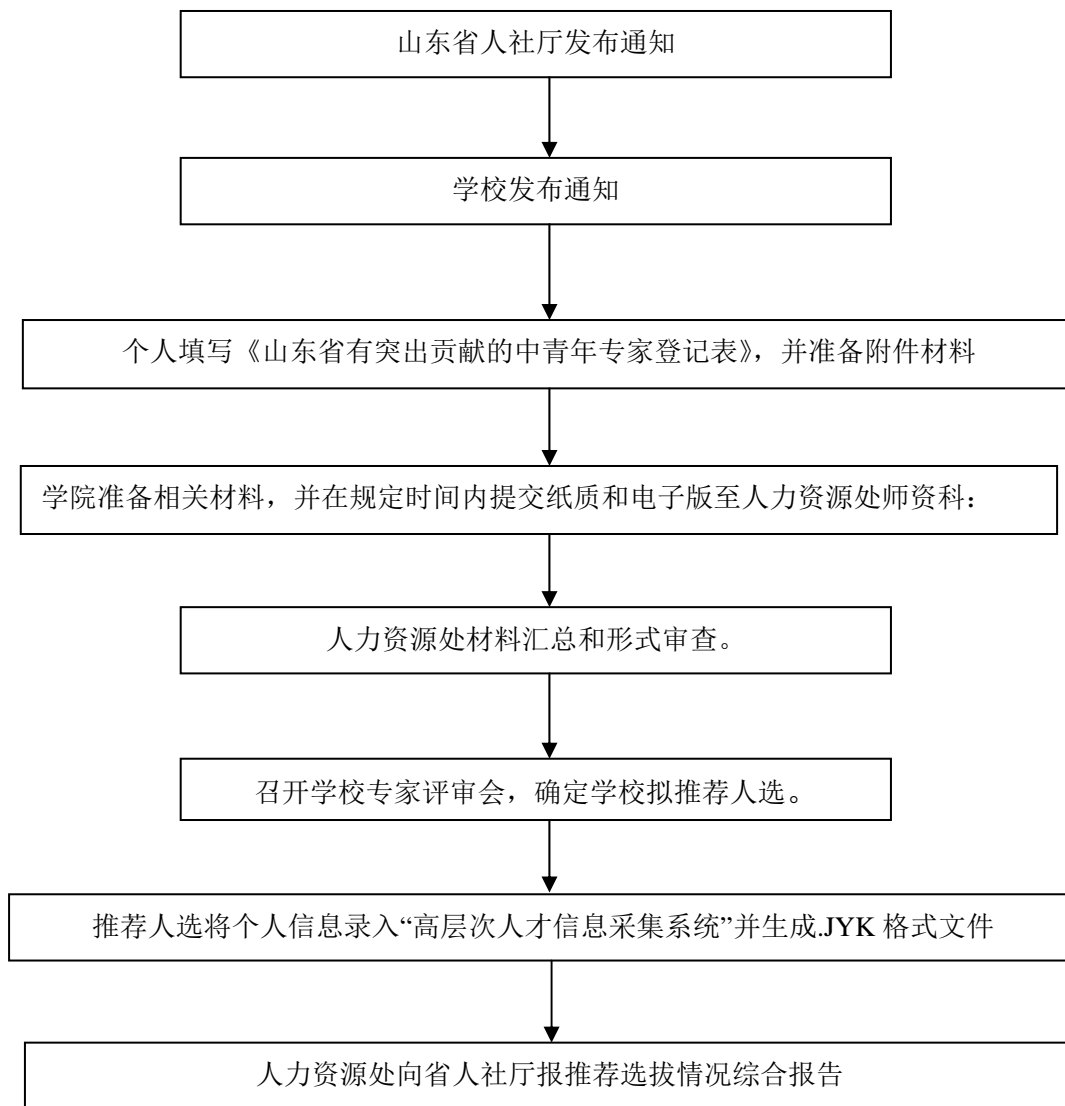 山东省人社厅发布通知
学校发布通知
个人填写《山东省有突出贡献的中青年专家登记表》，并准备附件材料
学院准备相关材料，并在规定时间内提交纸质和电子版至人力资源处师资科：
人力资源处材料汇总和形式审查。
召开学校专家评审会，确定学校拟推荐人选。
推荐人选将个人信息录入“高层次人才信息采集系统”并生成.JYK 格式文件
人力资源处向省人社厅报推荐选拔情况综合报告